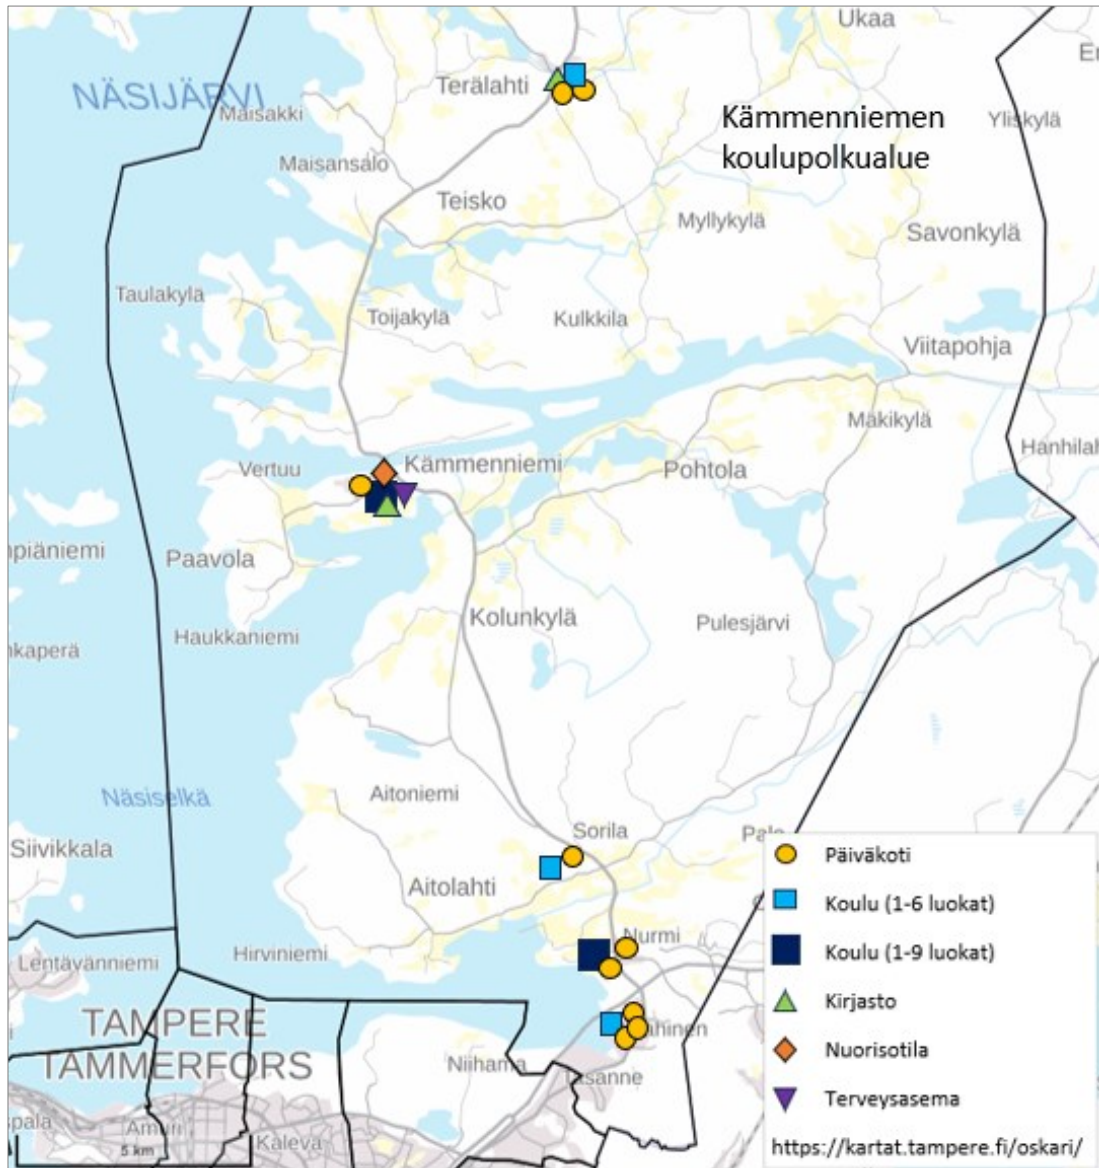 Ukaa
Terälahti
NÄSIJÄRVI
Maisakki
Kämmenniemen
koulupolkualue
Yliskylä
Maisansalo
Teisko
Myllykylä
Savonkylä
Taulakylä
Toijakylä
Kulkkila
Viitapohja
Mäkikylä
Hanhilah
Vertuu
Kämmenniemi
Pohtola
Paavola
Kolunkylä
Pulesjärvi
Haukkaniemi
Näsiselkä
Aitoniemi
Sorila
Siivikkala
Aitolahti
Nurmi
Hirviniemi
Lentävänniemi
TAMPERE
TAMMERFORS
Niihama
Amuri
Kaleva
5 km
Päiväkoti
Koulu (1-6 luokat)
Koulu (1-9 luokat)
Kirjasto
Nuorisotila
Terveysasema
https://kartat.tampere.fi/oskari/